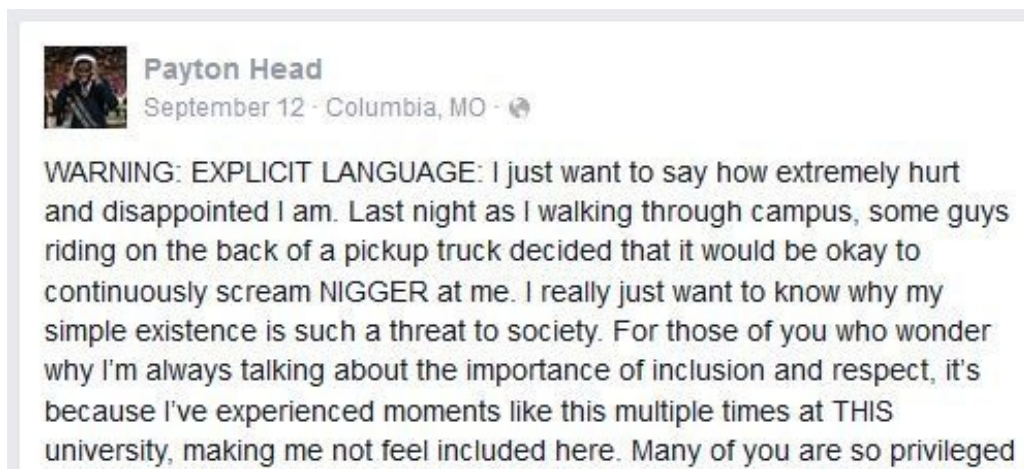 Payton Head
September 12 · Columbia, MO ·
WARNING: EXPLICIT LANGUAGE: I just want to say how extremely hurt
and disappointed I am. Last night as I walking through campus, some guys
riding on the back of a pickup truck decided that it would be okay to
continuously scream NIGGER at me. I really just want to know why my
simple existence is such a threat to society. For those of you who wonder
why I'm always talking about the importance of inclusion and respect, it's
because I've experienced moments like this multiple times at THIS
university, making me not feel included here. Many of you are so privileged